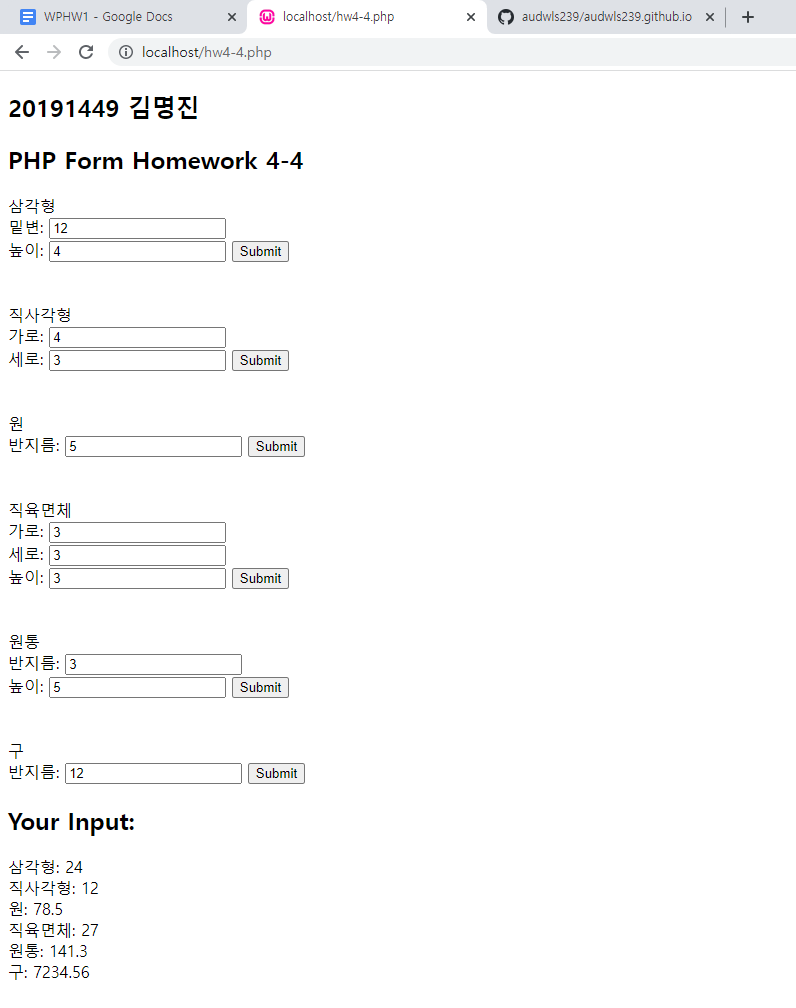 WPHW1 - Google Docs
localhost/hw4-4.php
audwls239/audwls239.github.io
localhost/hw4-4.php
20191449 김명진
PHP Form Homework 4-4
삼각형
밑변: 12
높이: 4 Submit
직사각형
가로: 4
세로: 3 Submit
원
반지름: 5 Submit
직육면체
가로: 3
세로: 3
높이: 3 Submit
원통
반지름: 3
높이: 5 Submit
구
반지름: 12 Submit
Your Input:
삼각형: 24
직사각형: 12
원: 78.5
직육면체: 27
원통: 141.3
구: 7234.56